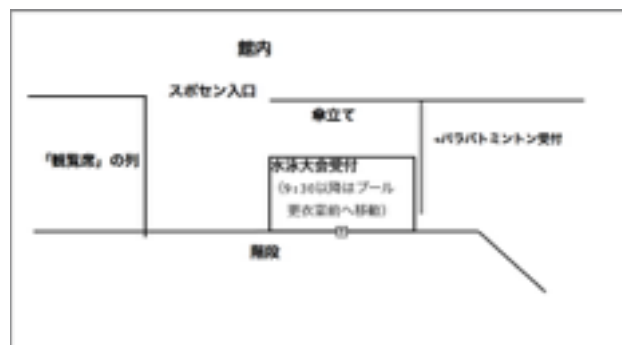 館内
スポセン入口
傘立て
←パラバトミントン受付
「観覧席」の列
水泳大会受付
（9:30以降はプール
更衣室前へ移動）
階段